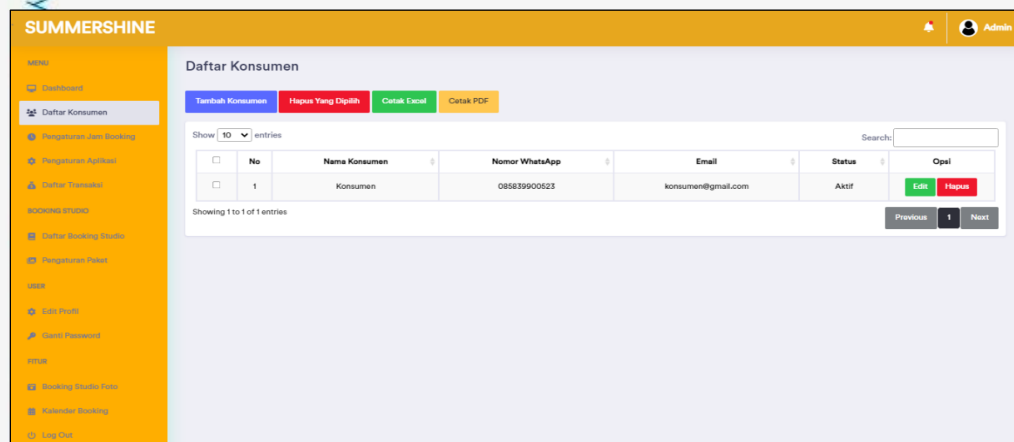 SUMMERSHINE
Admin
MENU
Dashboard
Daftar Konsumen
Pengaturan Jam Booking
Pengaturan Aplikasi
Daftar Transaksi
BOOKING STUDIO
Daftar Booking Studio
Pengaturan Paket
USER
Edit Profil
Ganti Password
FITUR
Booking Studio Foto
Kalender Booking
Log Out
Daftar Konsumen
Tambah Konsumen Hapus Yang Dipilih Cetak Excel Cetak PDF
Show 10 entries Search:
No Nama Konsumen Nomor WhatsApp Email Status Opsi
1 Konsumen 085839900523 konsumen@gmail.com Aktif Edit Hapus
Showing 1 to 1 of 1 entries
Previous 1 Next